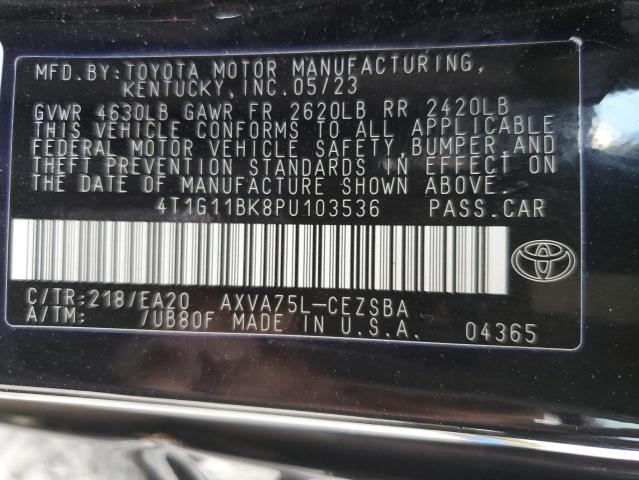 MFD.BY:TOYOTA MOTOR MANUFACTURING,
KENTUCKY,INC.05/23
GVWR 4630LB GAWR FR 2620LB RR 2420LB
THIS VEHICLE CONFORMS TO ALL APPLICABLE
FEDERAL MOTOR VEHICLE SAFETY,BUMPER,AND
THEFT PREVENTION STANDARDS IN EFFECT ON
THE DATE OF MANUFACTURE SHOWN ABOVE.
4T1G11BK8PU103536 PASS.CAR
C/TR:218/EA20 AXVA75L-CEZSBA
A/TM: /UB80F MADE IN U.S.A. 04365